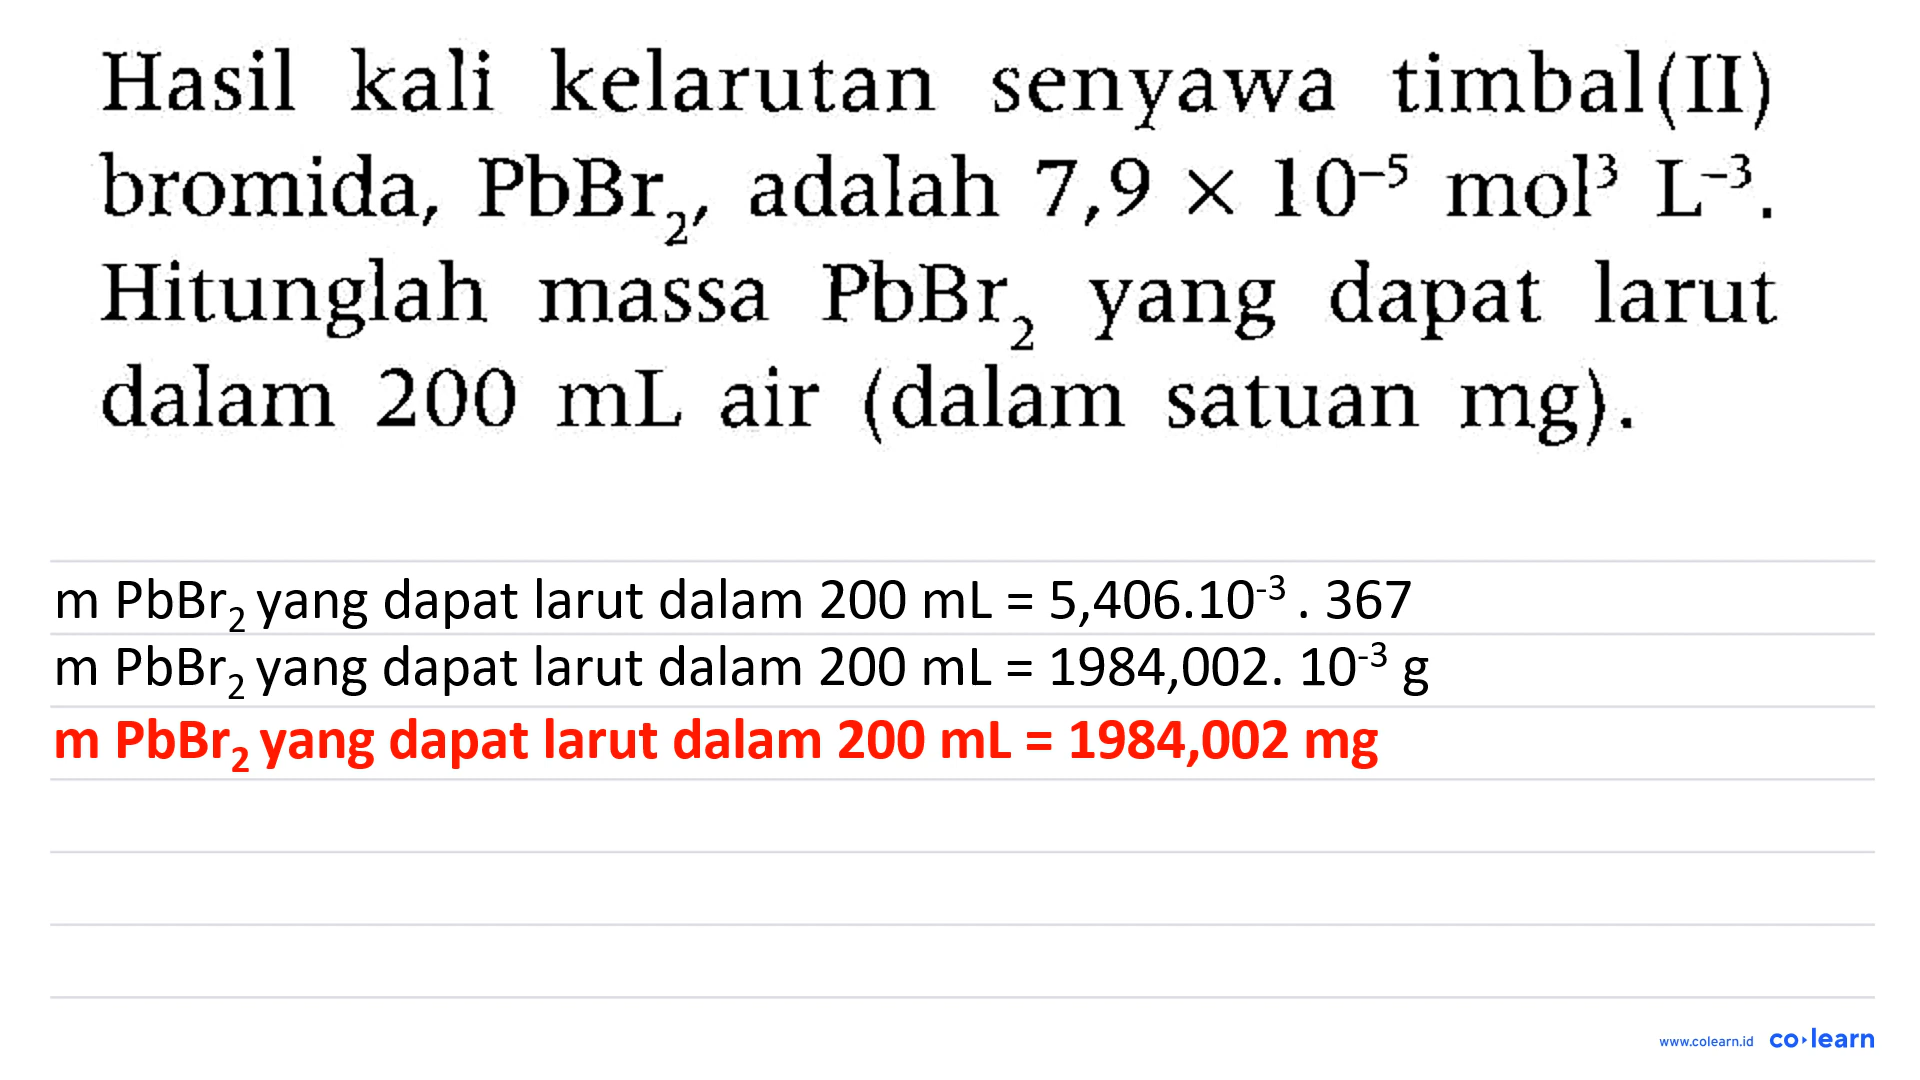 Hasil kali kelarutan senyawa timbal(II)
bromida, PbBr₂, adalah 7,9 × 10⁻⁵ mol³ L⁻³.
Hitunglah massa PbBr₂ yang dapat larut
dalam 200 mL air (dalam satuan mg).
m PbBr₂ yang dapat larut dalam 200 mL = 5,406.10⁻³ . 367
m PbBr₂ yang dapat larut dalam 200 mL = 1984,002. 10⁻³ g
m PbBr₂ yang dapat larut dalam 200 mL = 1984,002 mg
www.colearn.id co‣learn